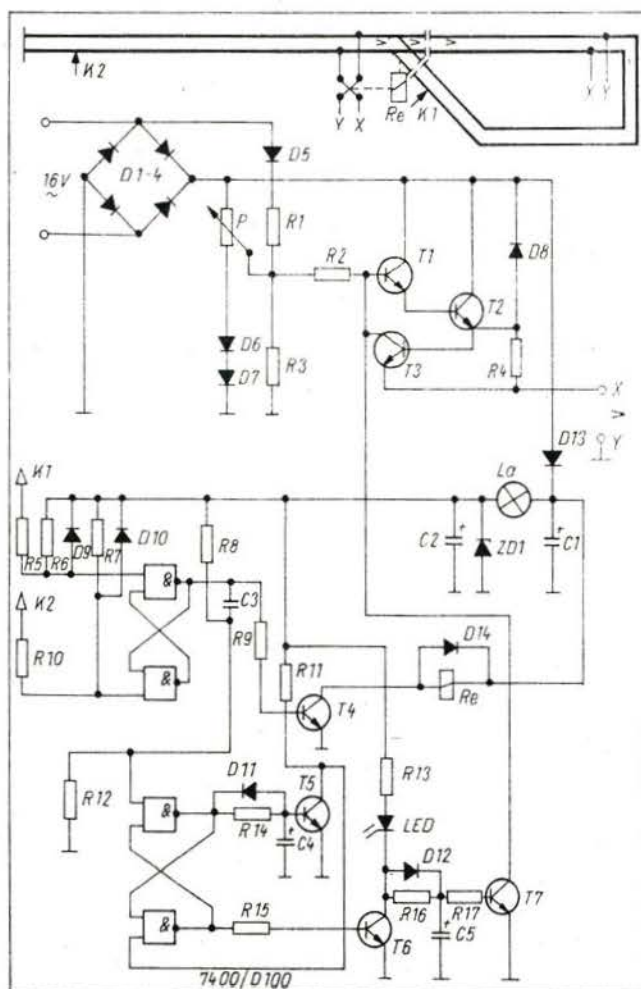 K2
Y X
Re
K1
X Y
V
V
V
16V
~
D1-4
D5
P
R1
R2
T1
D8
T2
D6
R3
T3
R4
D7
X
V
Y
D13
La
K1
R5 R6 D9 R7 D10
R8
C2
ZD1
C1
&
C3
K2
R9
R10
&
R11
D14
T4
Re
R12
D11
T5
R13
&
R14
C4
LED
D12
R15
R16
R17
T7
&
T6
C5
7400/D100